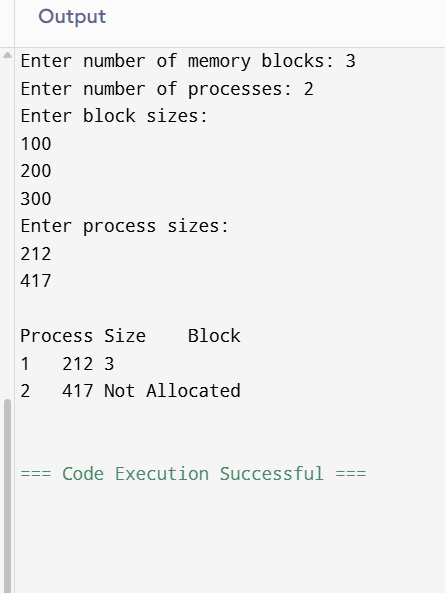 Output
Enter number of memory blocks: 3
Enter number of processes: 2
Enter block sizes:
100
200
300
Enter process sizes:
212
417
Process Size    Block
1   212 3
2   417 Not Allocated
=== Code Execution Successful ===